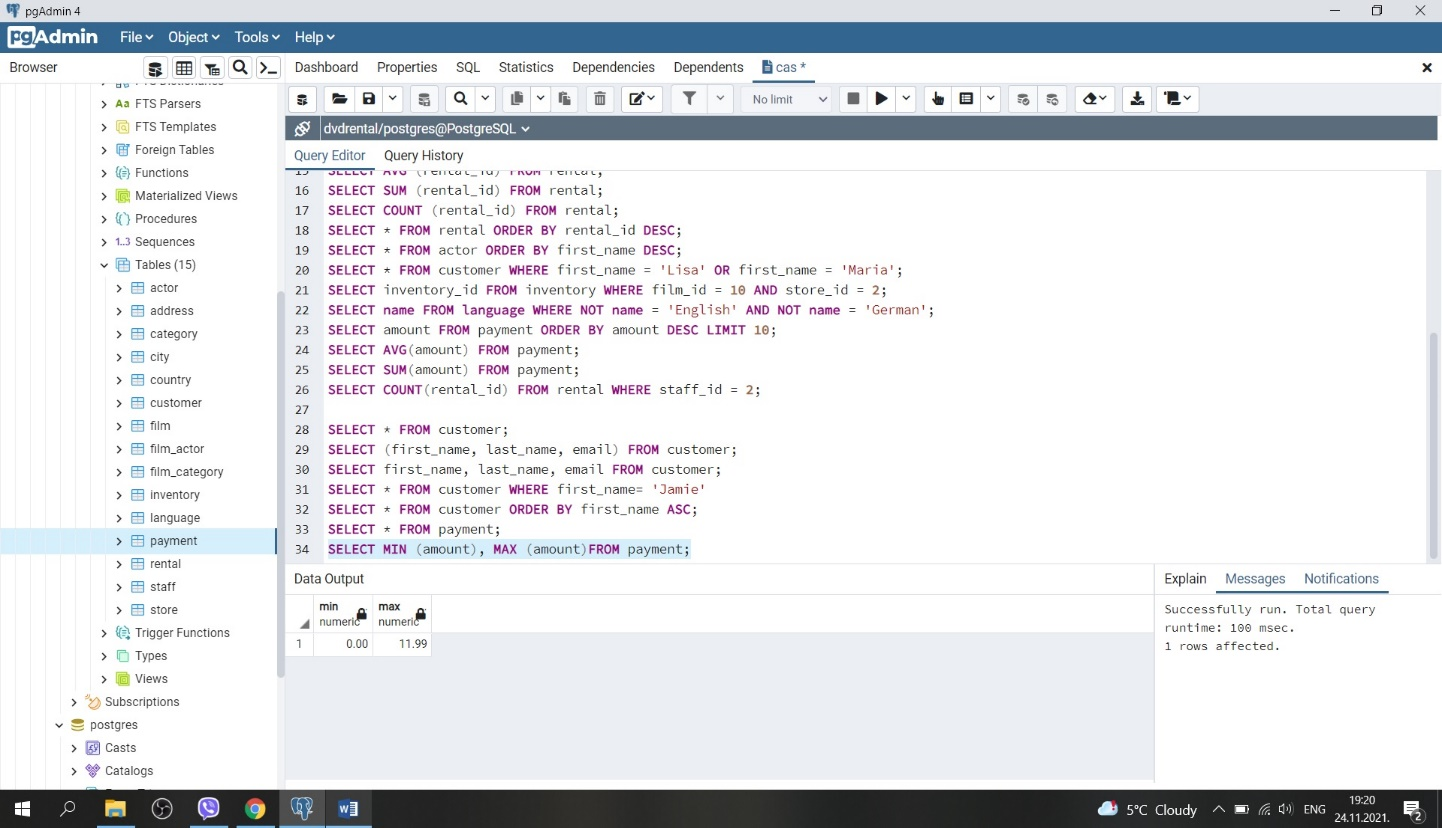 pgAdmin 4
pgAdmin File Object Tools Help
Browser Dashboard Properties SQL Statistics Dependencies Dependents cas *
No limit
dvdrental/postgres@PostgreSQL
Query Editor Query History
FTS Parsers
FTS Templates
Foreign Tables
Functions
Materialized Views
Procedures
1..3 Sequences
Tables (15)
actor
address
category
city
country
customer
film
film_actor
film_category
inventory
language
payment
rental
staff
store
Trigger Functions
Types
Views
Subscriptions
postgres
Casts
Catalogs
15 SELECT AVG (rental_id) FROM rental;
16 SELECT SUM (rental_id) FROM rental;
17 SELECT COUNT (rental_id) FROM rental;
18 SELECT * FROM rental ORDER BY rental_id DESC;
19 SELECT * FROM actor ORDER BY first_name DESC;
20 SELECT * FROM customer WHERE first_name = 'Lisa' OR first_name = 'Maria';
21 SELECT inventory_id FROM inventory WHERE film_id = 10 AND store_id = 2;
22 SELECT name FROM language WHERE NOT name = 'English' AND NOT name = 'German';
23 SELECT amount FROM payment ORDER BY amount DESC LIMIT 10;
24 SELECT AVG(amount) FROM payment;
25 SELECT SUM(amount) FROM payment;
26 SELECT COUNT(rental_id) FROM rental WHERE staff_id = 2;
27
28 SELECT * FROM customer;
29 SELECT (first_name, last_name, email) FROM customer;
30 SELECT first_name, last_name, email FROM customer;
31 SELECT * FROM customer WHERE first_name= 'Jamie'
32 SELECT * FROM customer ORDER BY first_name ASC;
33 SELECT * FROM payment;
34 SELECT MIN (amount), MAX (amount)FROM payment;
Data Output
min max
numeric numeric
1 0.00 11.99
Explain Messages Notifications
Successfully run. Total query
runtime: 100 msec.
1 rows affected.
5°C Cloudy ENG 19:20
24.11.2021. 2